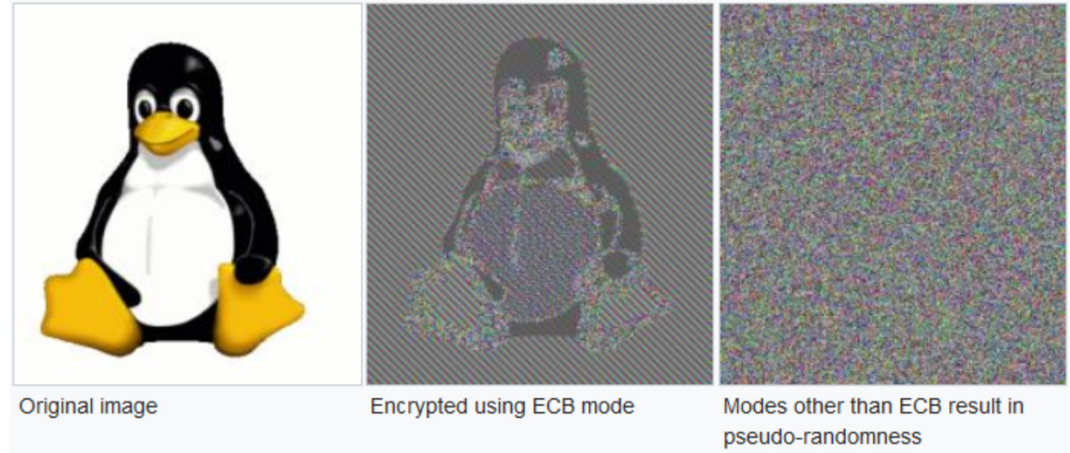 Original image
Encrypted using ECB mode
Modes other than ECB result in
pseudo-randomness